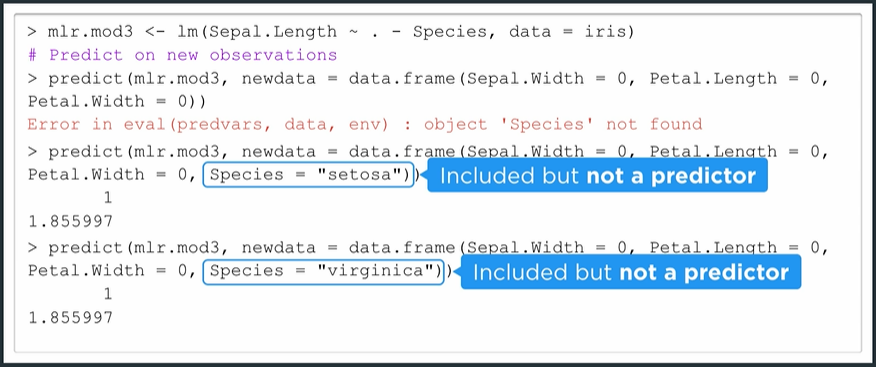 > mlr.mod3 <- lm(Sepal.Length ~ . - Species, data = iris)
# Predict on new observations
> predict(mlr.mod3, newdata = data.frame(Sepal.Width = 0, Petal.Length = 0,
Petal.Width = 0))
Error in eval(predvars, data, env) : object 'Species' not found
> predict(mlr.mod3, newdata = data.frame(Sepal.Width = 0, Petal.Length = 0,
Petal.Width = 0, Species = "setosa")) Included but not a predictor
1
1.855997
> predict(mlr.mod3, newdata = data.frame(Sepal.Width = 0, Petal.Length = 0,
Petal.Width = 0, Species = "virginica")) Included but not a predictor
1
1.855997